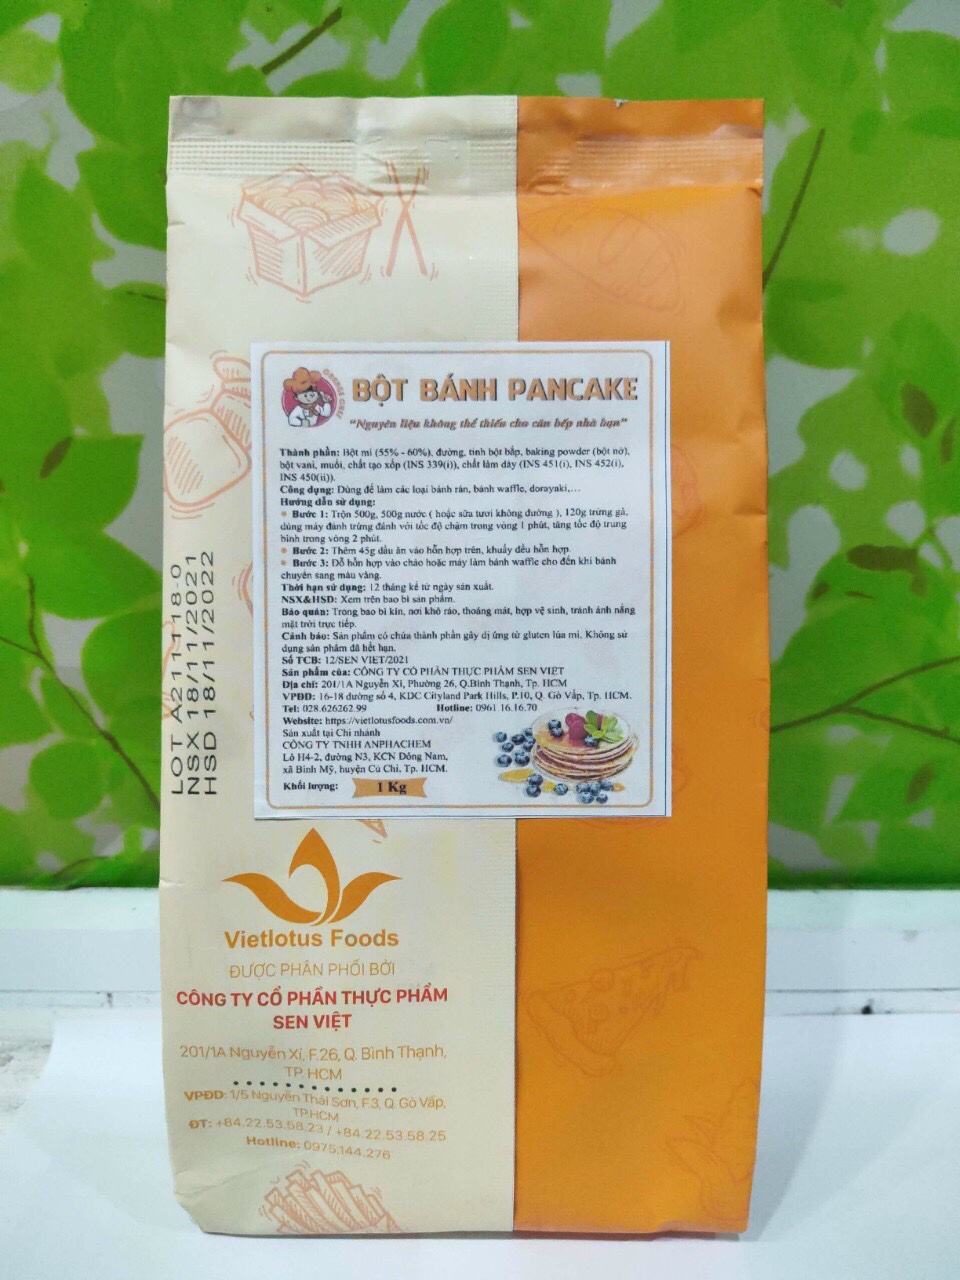 ORANGE CHEF
BỘT BÁNH PANCAKE
"Nguyên liệu không thể thiếu cho căn bếp nhà bạn"
Thành phần: Bột mì (55% - 60%), đường, tinh bột bắp, baking powder (bột nở),
bột vani, muối, chất tạo xốp (INS 339(i)), chất làm dày (INS 451(i), INS 452(i),
INS 450(ii)).
Công dụng: Dùng để làm các loại bánh rán, bánh waffle, dorayaki,...
Hướng dẫn sử dụng:
Bước 1: Trộn 500g, 500g nước ( hoặc sữa tươi không đường ), 120g trứng gà,
dùng máy đánh trứng đánh với tốc độ chậm trong vòng 1 phút, tăng tốc độ trung
bình trong vòng 2 phút.
Bước 2: Thêm 45g dầu ăn vào hỗn hợp trên, khuấy đều hỗn hợp.
Bước 3: Đổ hỗn hợp vào chảo hoặc máy làm bánh waffle cho đến khi bánh
chuyển sang màu vàng.
Thời hạn sử dụng: 12 tháng kể từ ngày sản xuất.
NSX&HSD: Xem trên bao bì sản phẩm.
Bảo quản: Trong bao bì kín, nơi khô ráo, thoáng mát, hợp vệ sinh, tránh ánh nắng
mặt trời trực tiếp.
Cảnh báo: Sản phẩm có chứa thành phần gây dị ứng từ gluten lúa mì. Không sử
dụng sản phẩm đã hết hạn.
Số TCB: 12/SEN VIET/2021
Sản phẩm của: CÔNG TY CỔ PHẦN THỰC PHẨM SEN VIỆT
Địa chỉ: 201/1A Nguyễn Xí, Phường 26, Q.Bình Thạnh, Tp. HCM
VPĐD: 16-18 đường số 4, KDC Cityland Park Hills, P.10, Q. Gò Vấp, Tp. HCM.
Tel: 028.626262.99 Hotline: 0961.16.16.70
Website: https://vietlotusfoods.com.vn/
Sản xuất tại Chi nhánh
CÔNG TY TNHH ANPHACHEM
Lô H4-2, đường N3, KCN Đông Nam,
xã Bình Mỹ, huyện Củ Chi, Tp. HCM.
Khối lượng: 1 Kg
LOT A211118.0
NSX 18/11/2021
HSD 18/11/2022
Vietlotus Foods
ĐƯỢC PHÂN PHỐI BỞI
CÔNG TY CỔ PHẦN THỰC PHẨM
SEN VIỆT
201/1A Nguyễn Xí, F.26, Q. Bình Thạnh,
TP. HCM
VPĐD: 1/5 Nguyễn Thái Sơn, F.3, Q. Gò Vấp,
TP.HCM
ĐT: +84.22.53.58.23 / +84.22.53.58.25
Hotline: 0975.144.276